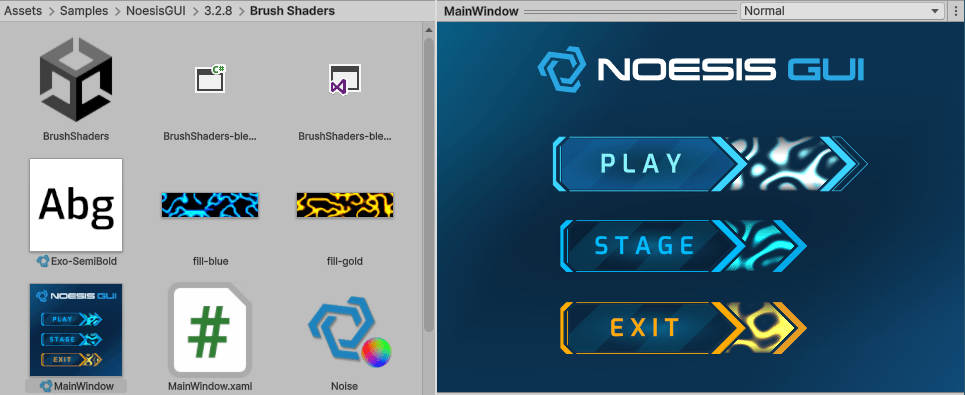 Assets > Samples > NoesisGUI > 3.2.8 > Brush Shaders
BrushShaders
C#
BrushShaders-ble...
BrushShaders-ble...
Abg
Exo-SemiBold
fill-blue
fill-gold
NOESIS GUI
PLAY
STAGE
EXIT
MainWindow
#
MainWindow.xaml
Noise
MainWindow
Normal
NOESIS GUI
PLAY
STAGE
EXIT